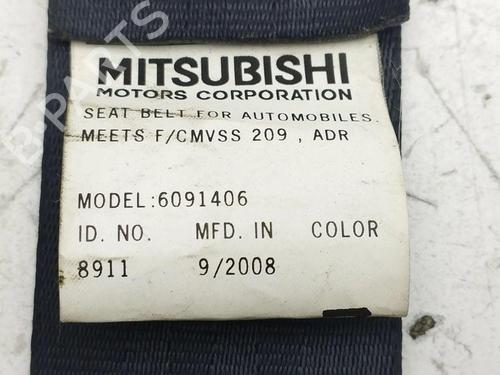 MITSUBISHI
MOTORS CORPORATION
SEAT BELT FOR AUTOMOBILES.
MEETS F/CMVSS 209 , ADR
MODEL:6091406
ID. NO. MFD. IN COLOR
8911 9/2008
B-PARTS